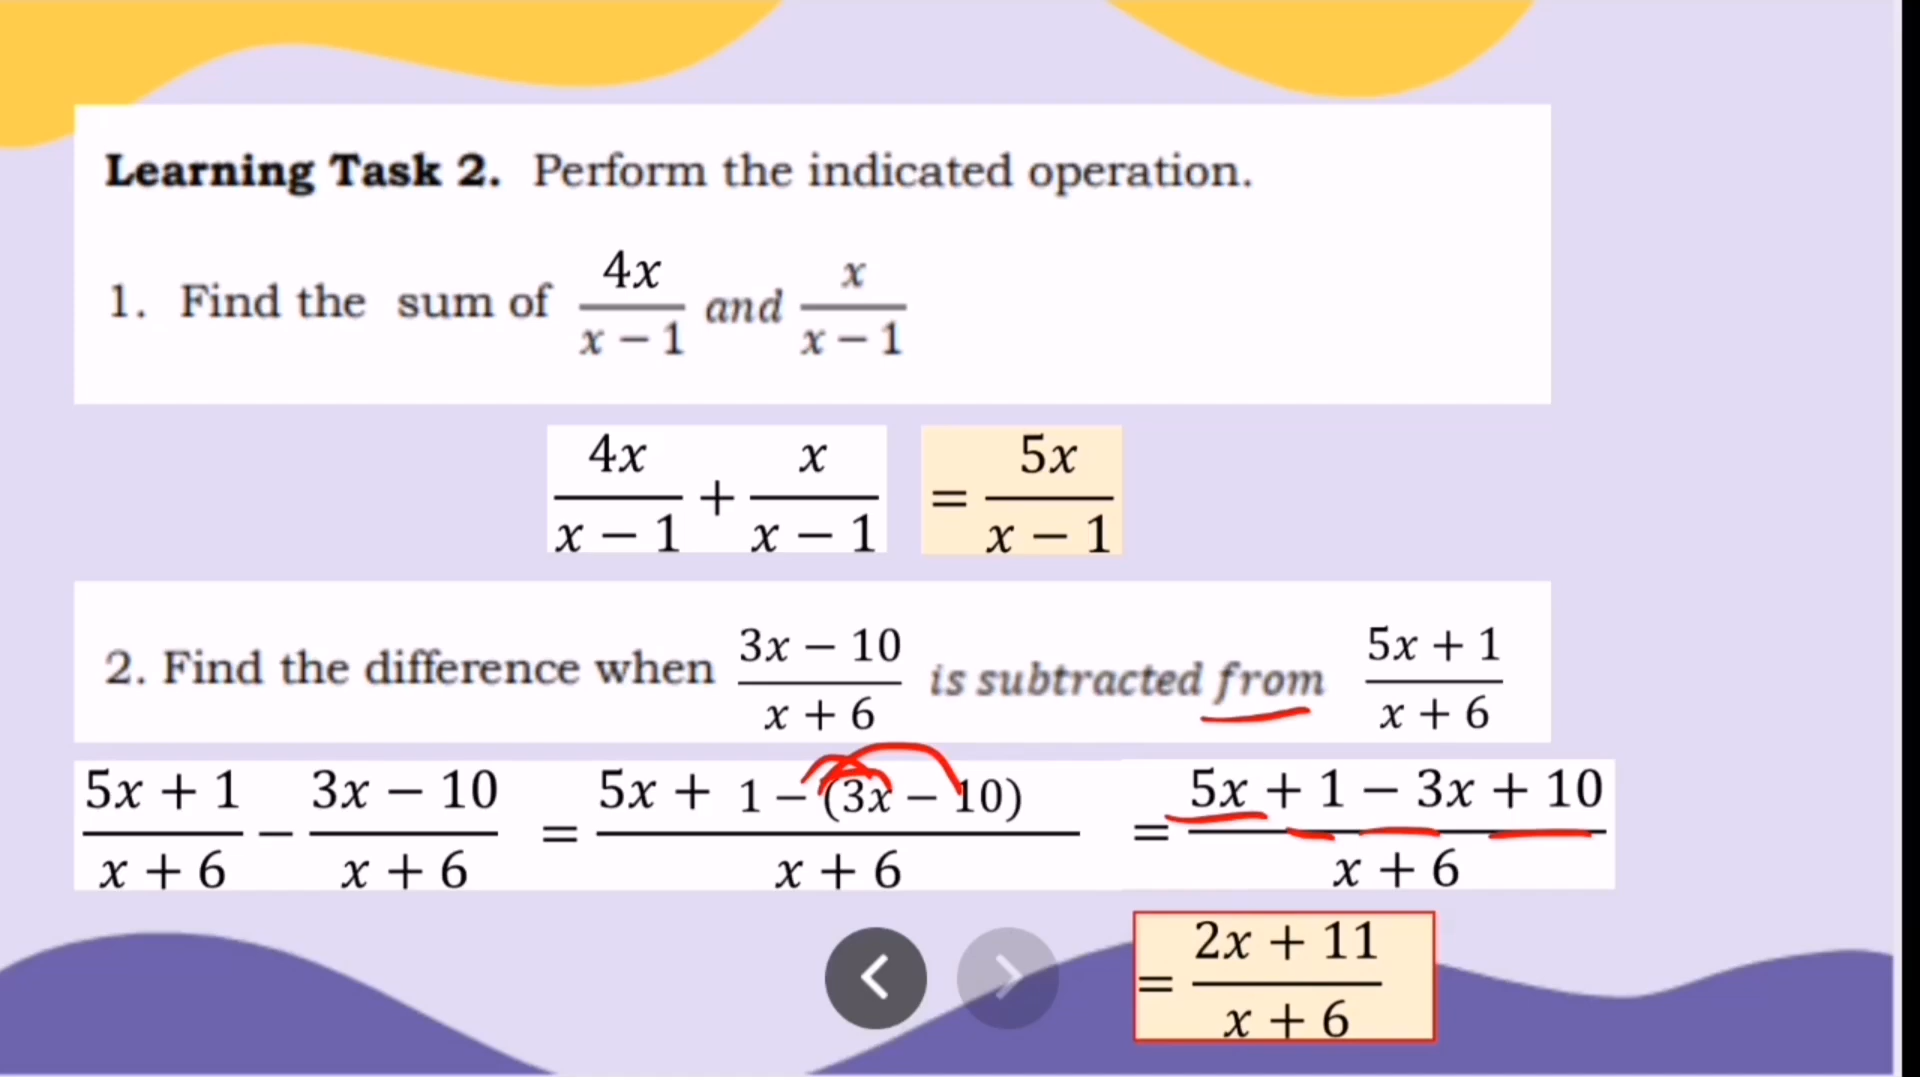 Learning Task 2. Perform the indicated operation.
1. Find the sum of 4x/(x − 1) and x/(x − 1)
4x/(x − 1) + x/(x − 1) = 5x/(x − 1)
2. Find the difference when (3x − 10)/(x + 6) is subtracted from (5x + 1)/(x + 6)
(5x + 1)/(x + 6) − (3x − 10)/(x + 6) = (5x + 1 − (3x − 10))/(x + 6) = (5x + 1 − 3x + 10)/(x + 6)
= (2x + 11)/(x + 6)